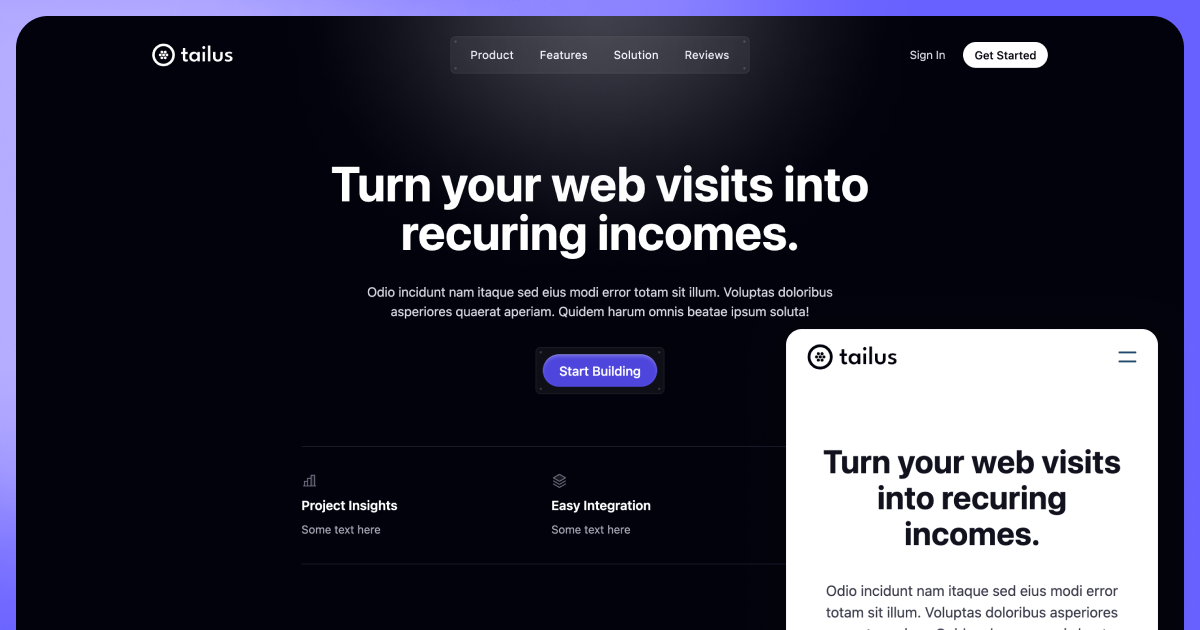 tailus
Product Features Solution Reviews
Sign In Get Started
Turn your web visits into
recuring incomes.
Odio incidunt nam itaque sed eius modi error totam sit illum. Voluptas doloribus
asperiores quaerat aperiam. Quidem harum omnis beatae ipsum soluta!
Start Building
Project Insights
Some text here
Easy Integration
Some text here
tailus
Turn your web visits
into recuring
incomes.
Odio incidunt nam itaque sed eius modi error
totam sit illum. Voluptas doloribus asperiores